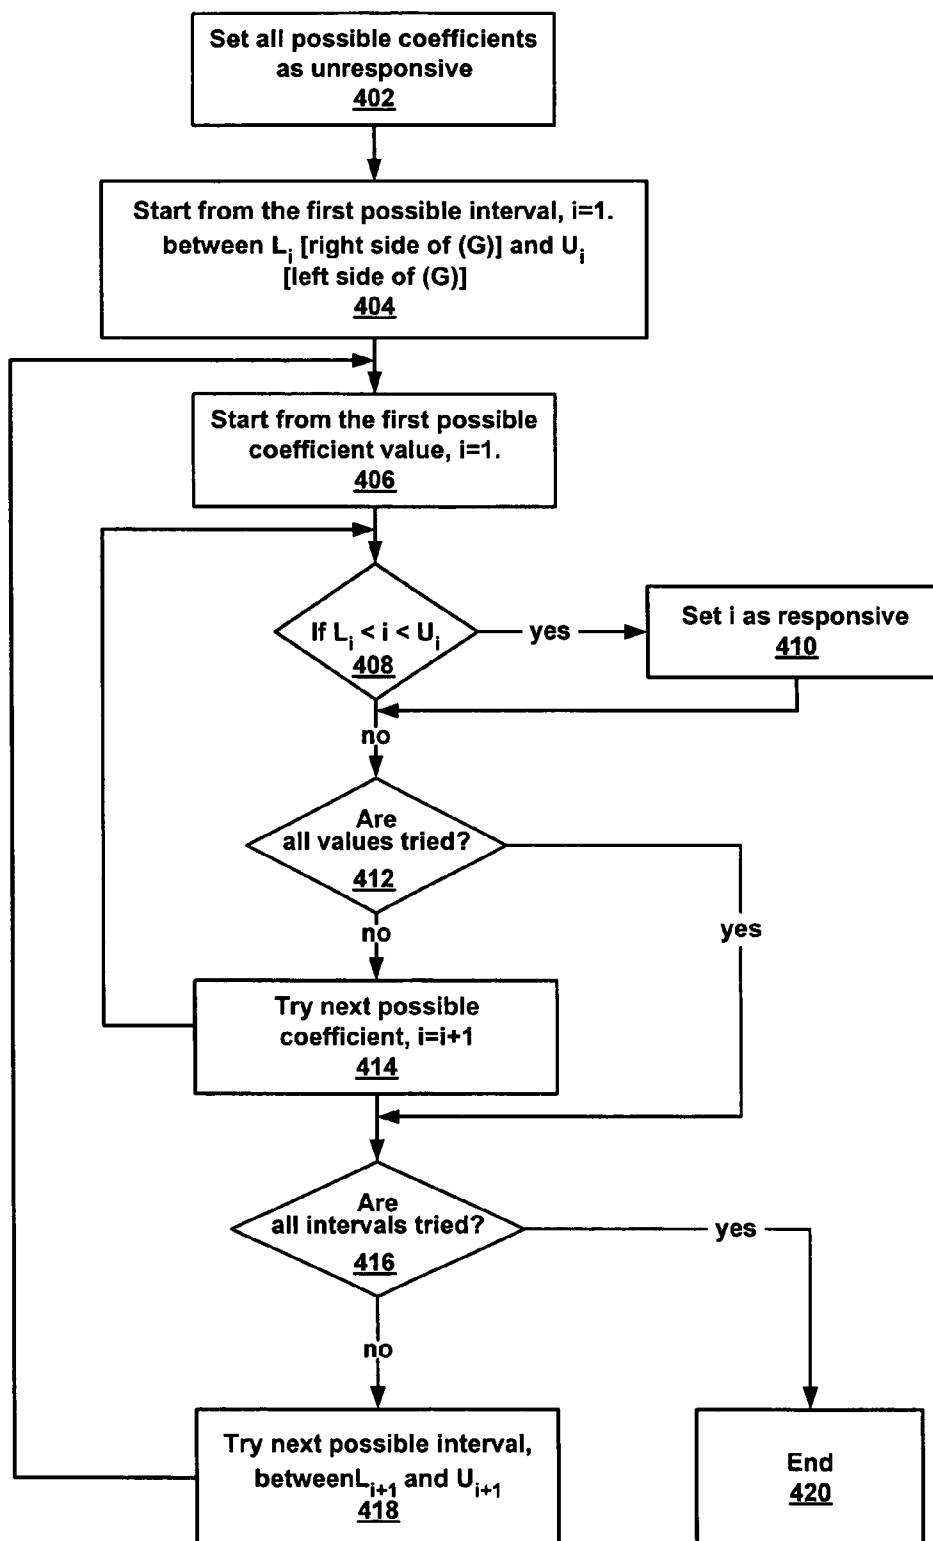 Set all possible coefficients
as unresponsive
402
Start from the first possible interval, i=1.
between Li [right side of (G)] and Ui
[left side of (G)]
404
Start from the first possible
coefficient value, i=1.
406
If Li < i < Ui
408
yes
Set i as responsive
410
no
Are
all values tried?
412
yes
no
Try next possible
coefficient, i=i+1
414
Are
all intervals tried?
416
yes
no
Try next possible interval,
betweenLi+1 and Ui+1
418
End
420